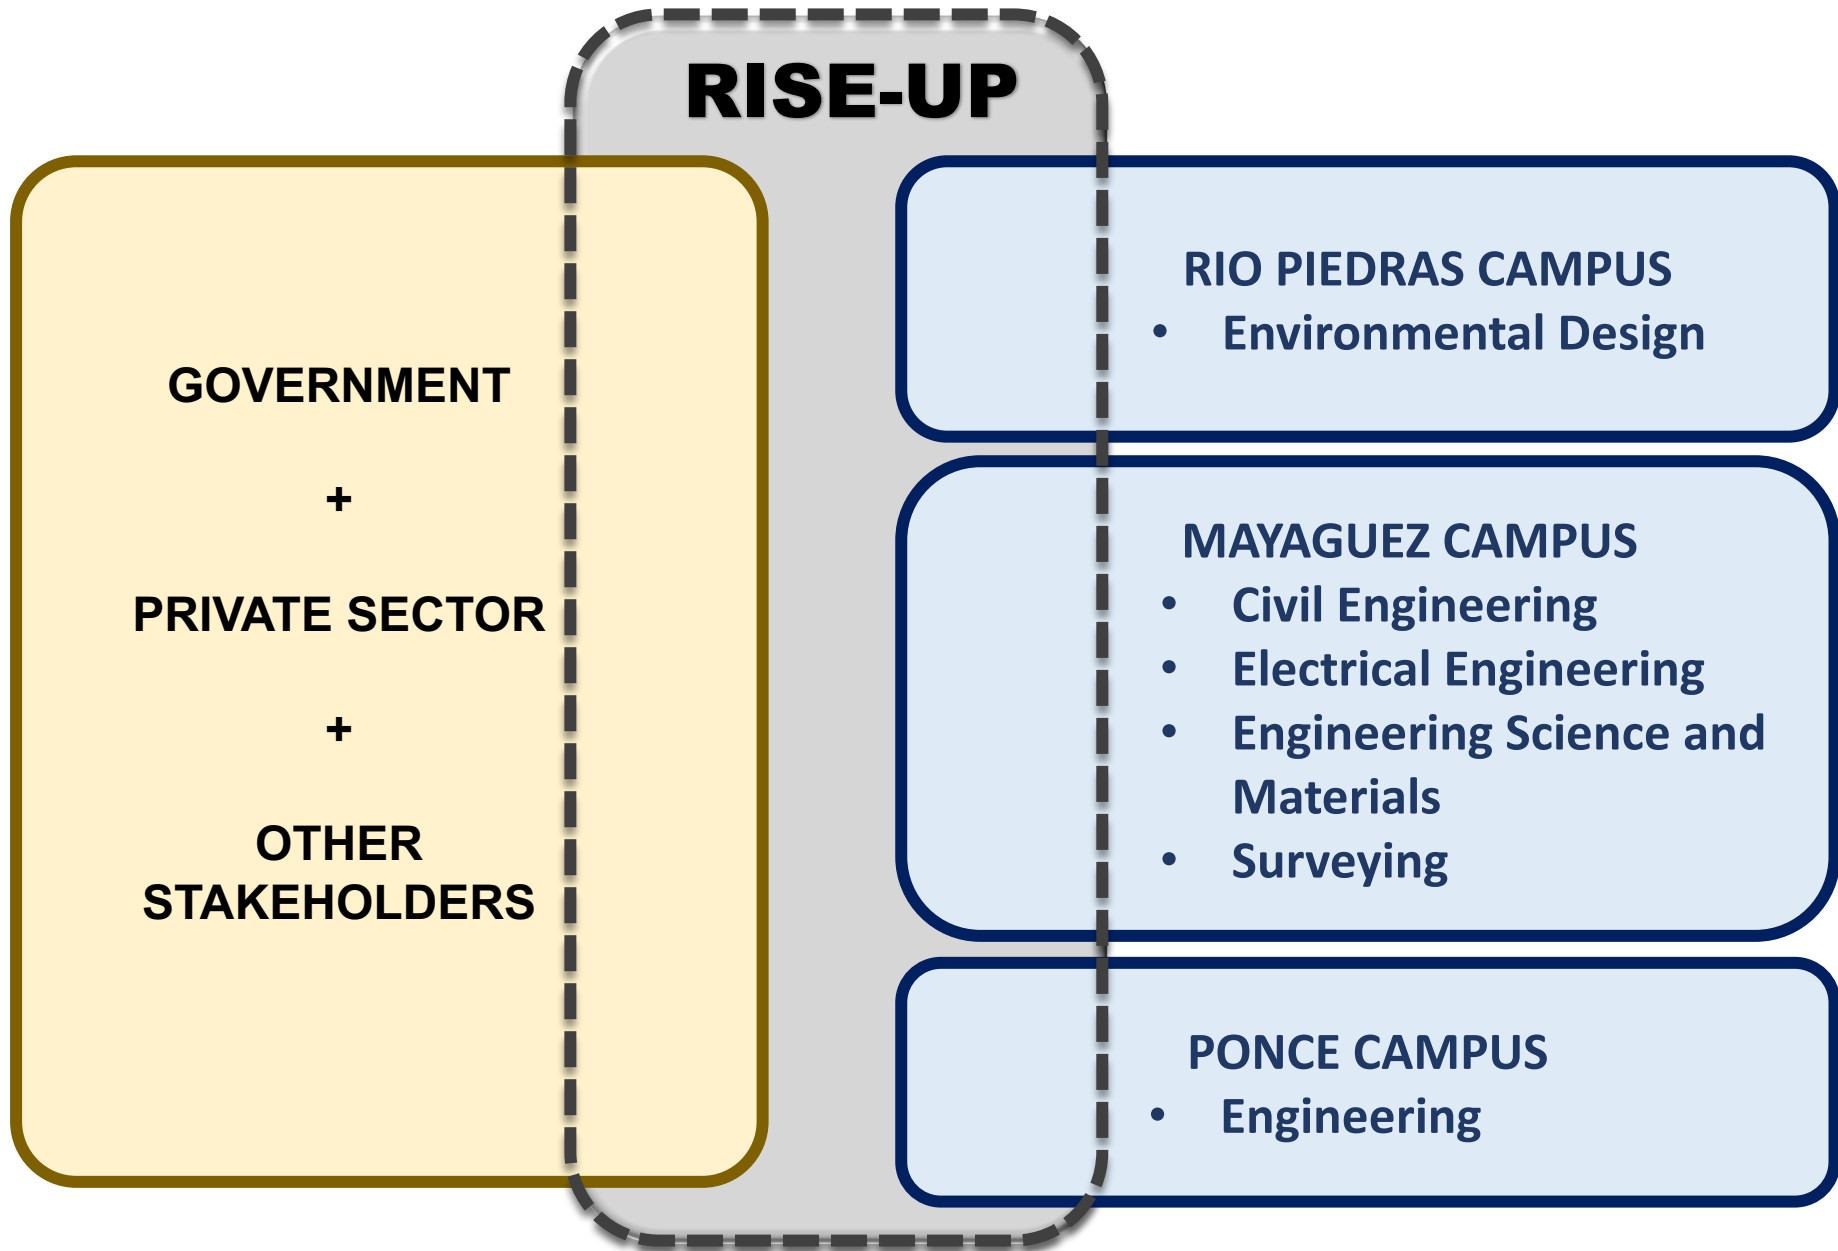 RISE-UP
GOVERNMENT
+
PRIVATE SECTOR
+
OTHER
STAKEHOLDERS
RIO PIEDRAS CAMPUS
• Environmental Design
MAYAGUEZ CAMPUS
• Civil Engineering
• Electrical Engineering
• Engineering Science and
Materials
• Surveying
PONCE CAMPUS
• Engineering